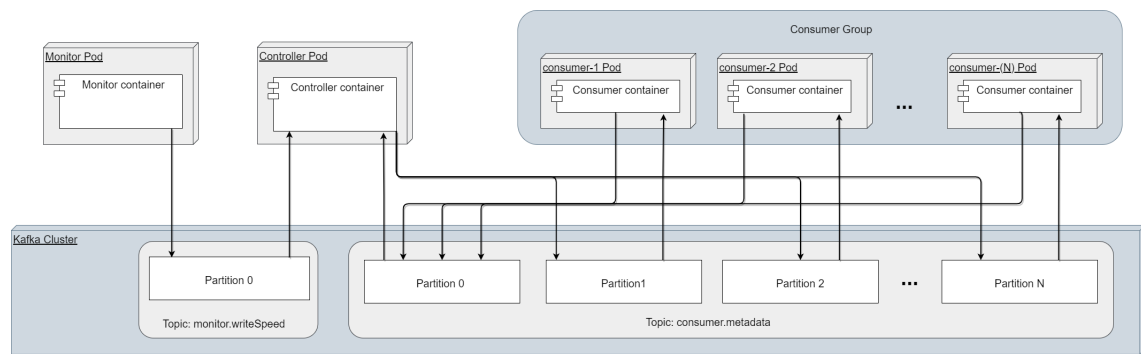 Consumer Group
Monitor Pod
Monitor container
Controller Pod
Controller container
consumer-1 Pod
Consumer container
consumer-2 Pod
Consumer container
...
consumer-(N) Pod
Consumer container
Kafka Cluster
Partition 0
Topic: monitor.writeSpeed
Partition 0
Partition1
Partition 2
...
Partition N
Topic: consumer.metadata